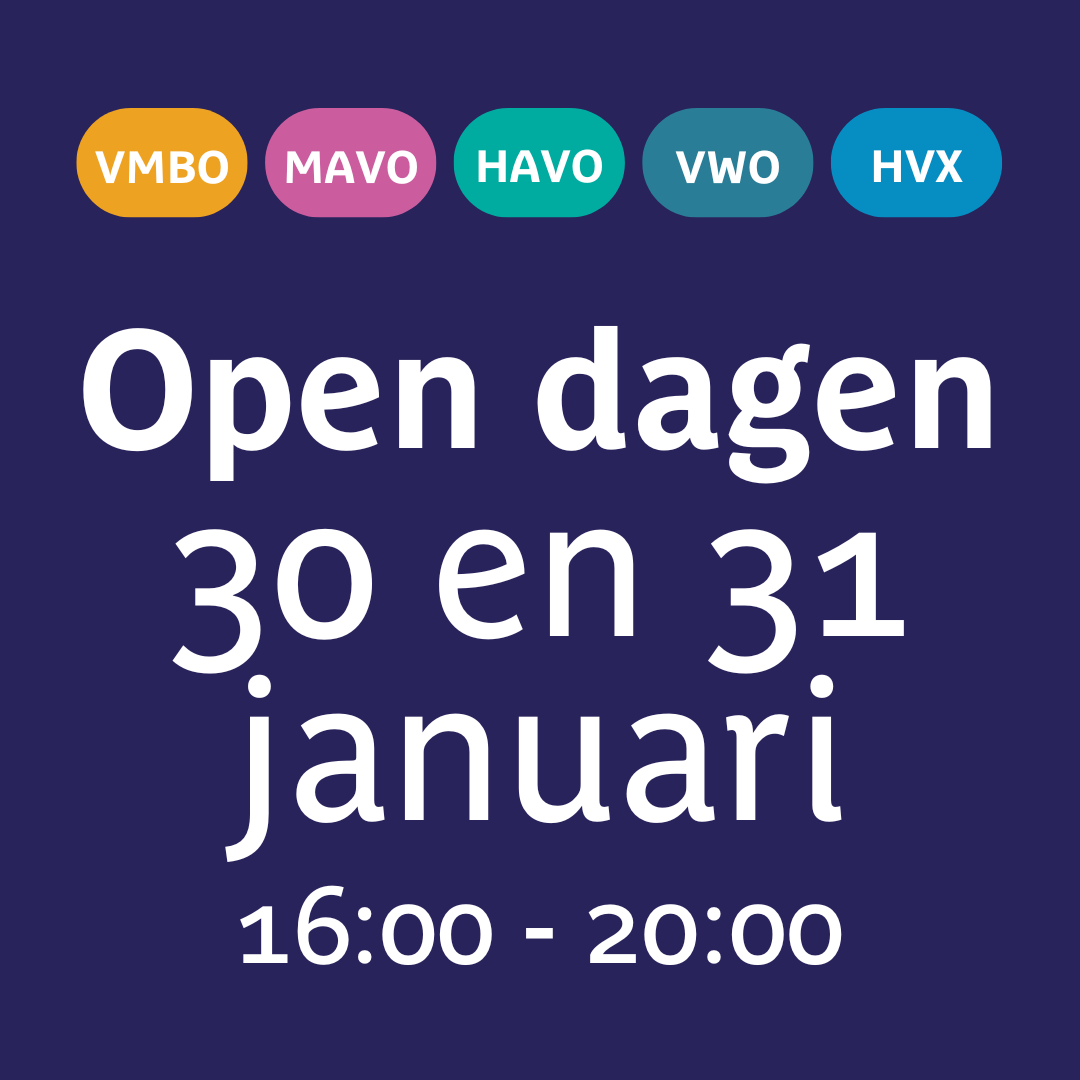 VMBO MAVO HAVO VWO HVX
Open dagen
30 en 31
januari
16:00 - 20:00